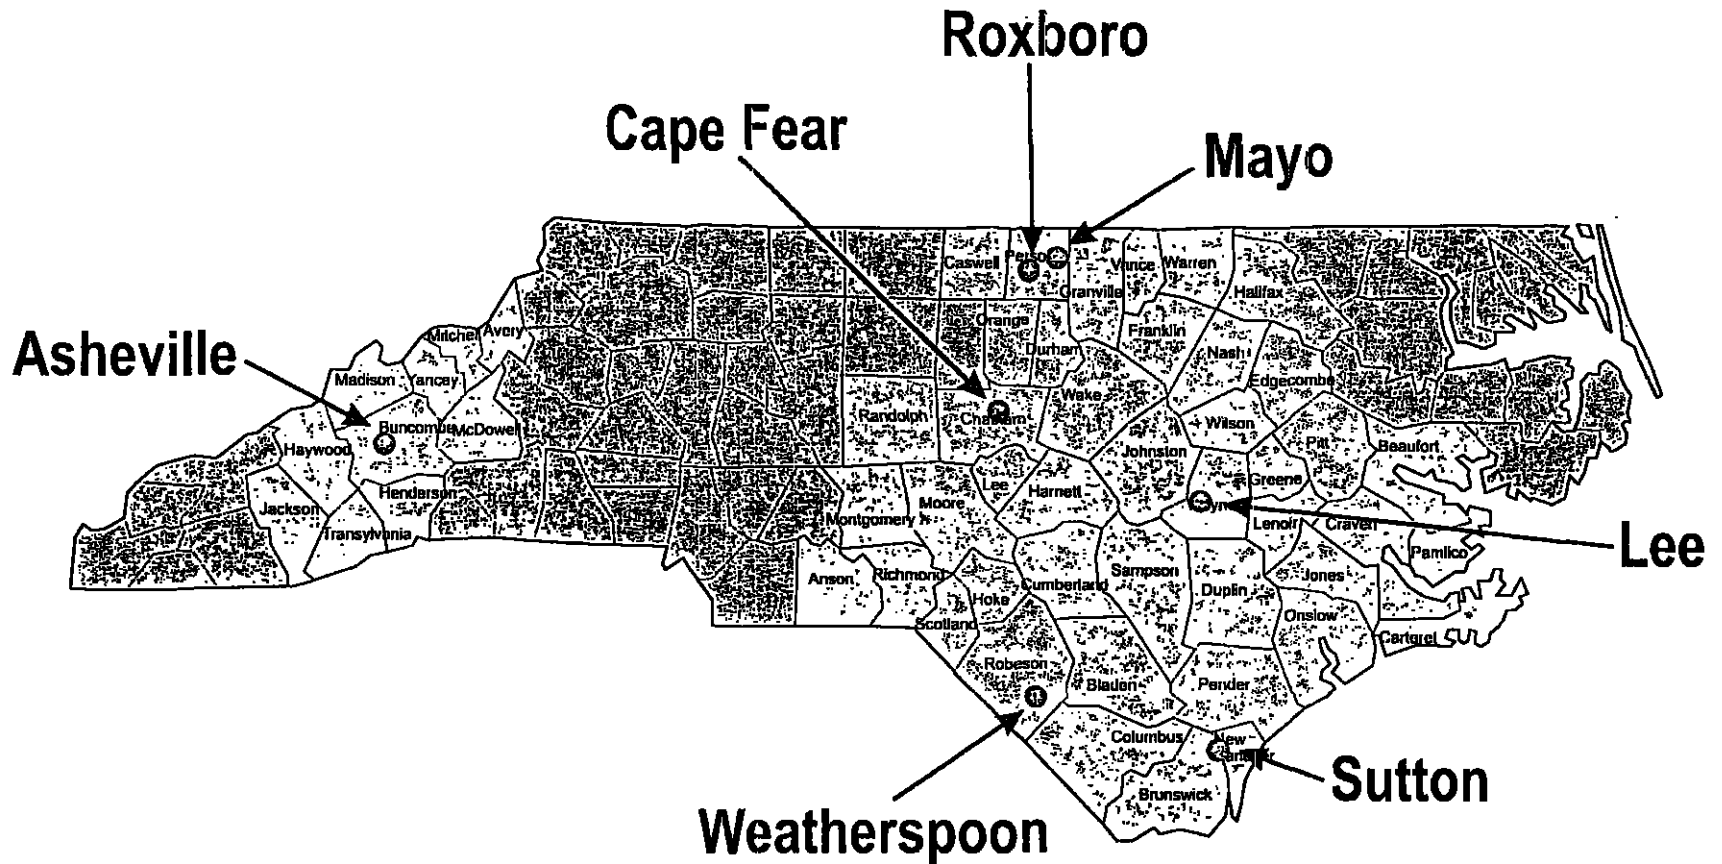 Roxboro
Cape Fear
Mayo
Asheville
Lee
Sutton
Weatherspoon
Caswell
Granville
Vance
Warren
Halifax
Orange
Durham
Franklin
Nash
Edgecombe
Mitchel
Avery
Madison
Yancey
Buncombe
McDowell
Haywood
Henderson
Jackson
Transylvania
Randolph
Chatham
Wake
Wilson
Pitt
Beaufort
Johnston
Greene
Lee
Harnett
Moore
Montgomery
Lenoir
Craven
Pamlico
Anson
Richmond
Cumberland
Sampson
Duplin
Jones
Hoke
Scotland
Onslow
Carteret
Robeson
Bladen
Pender
Columbus
New
Brunswick